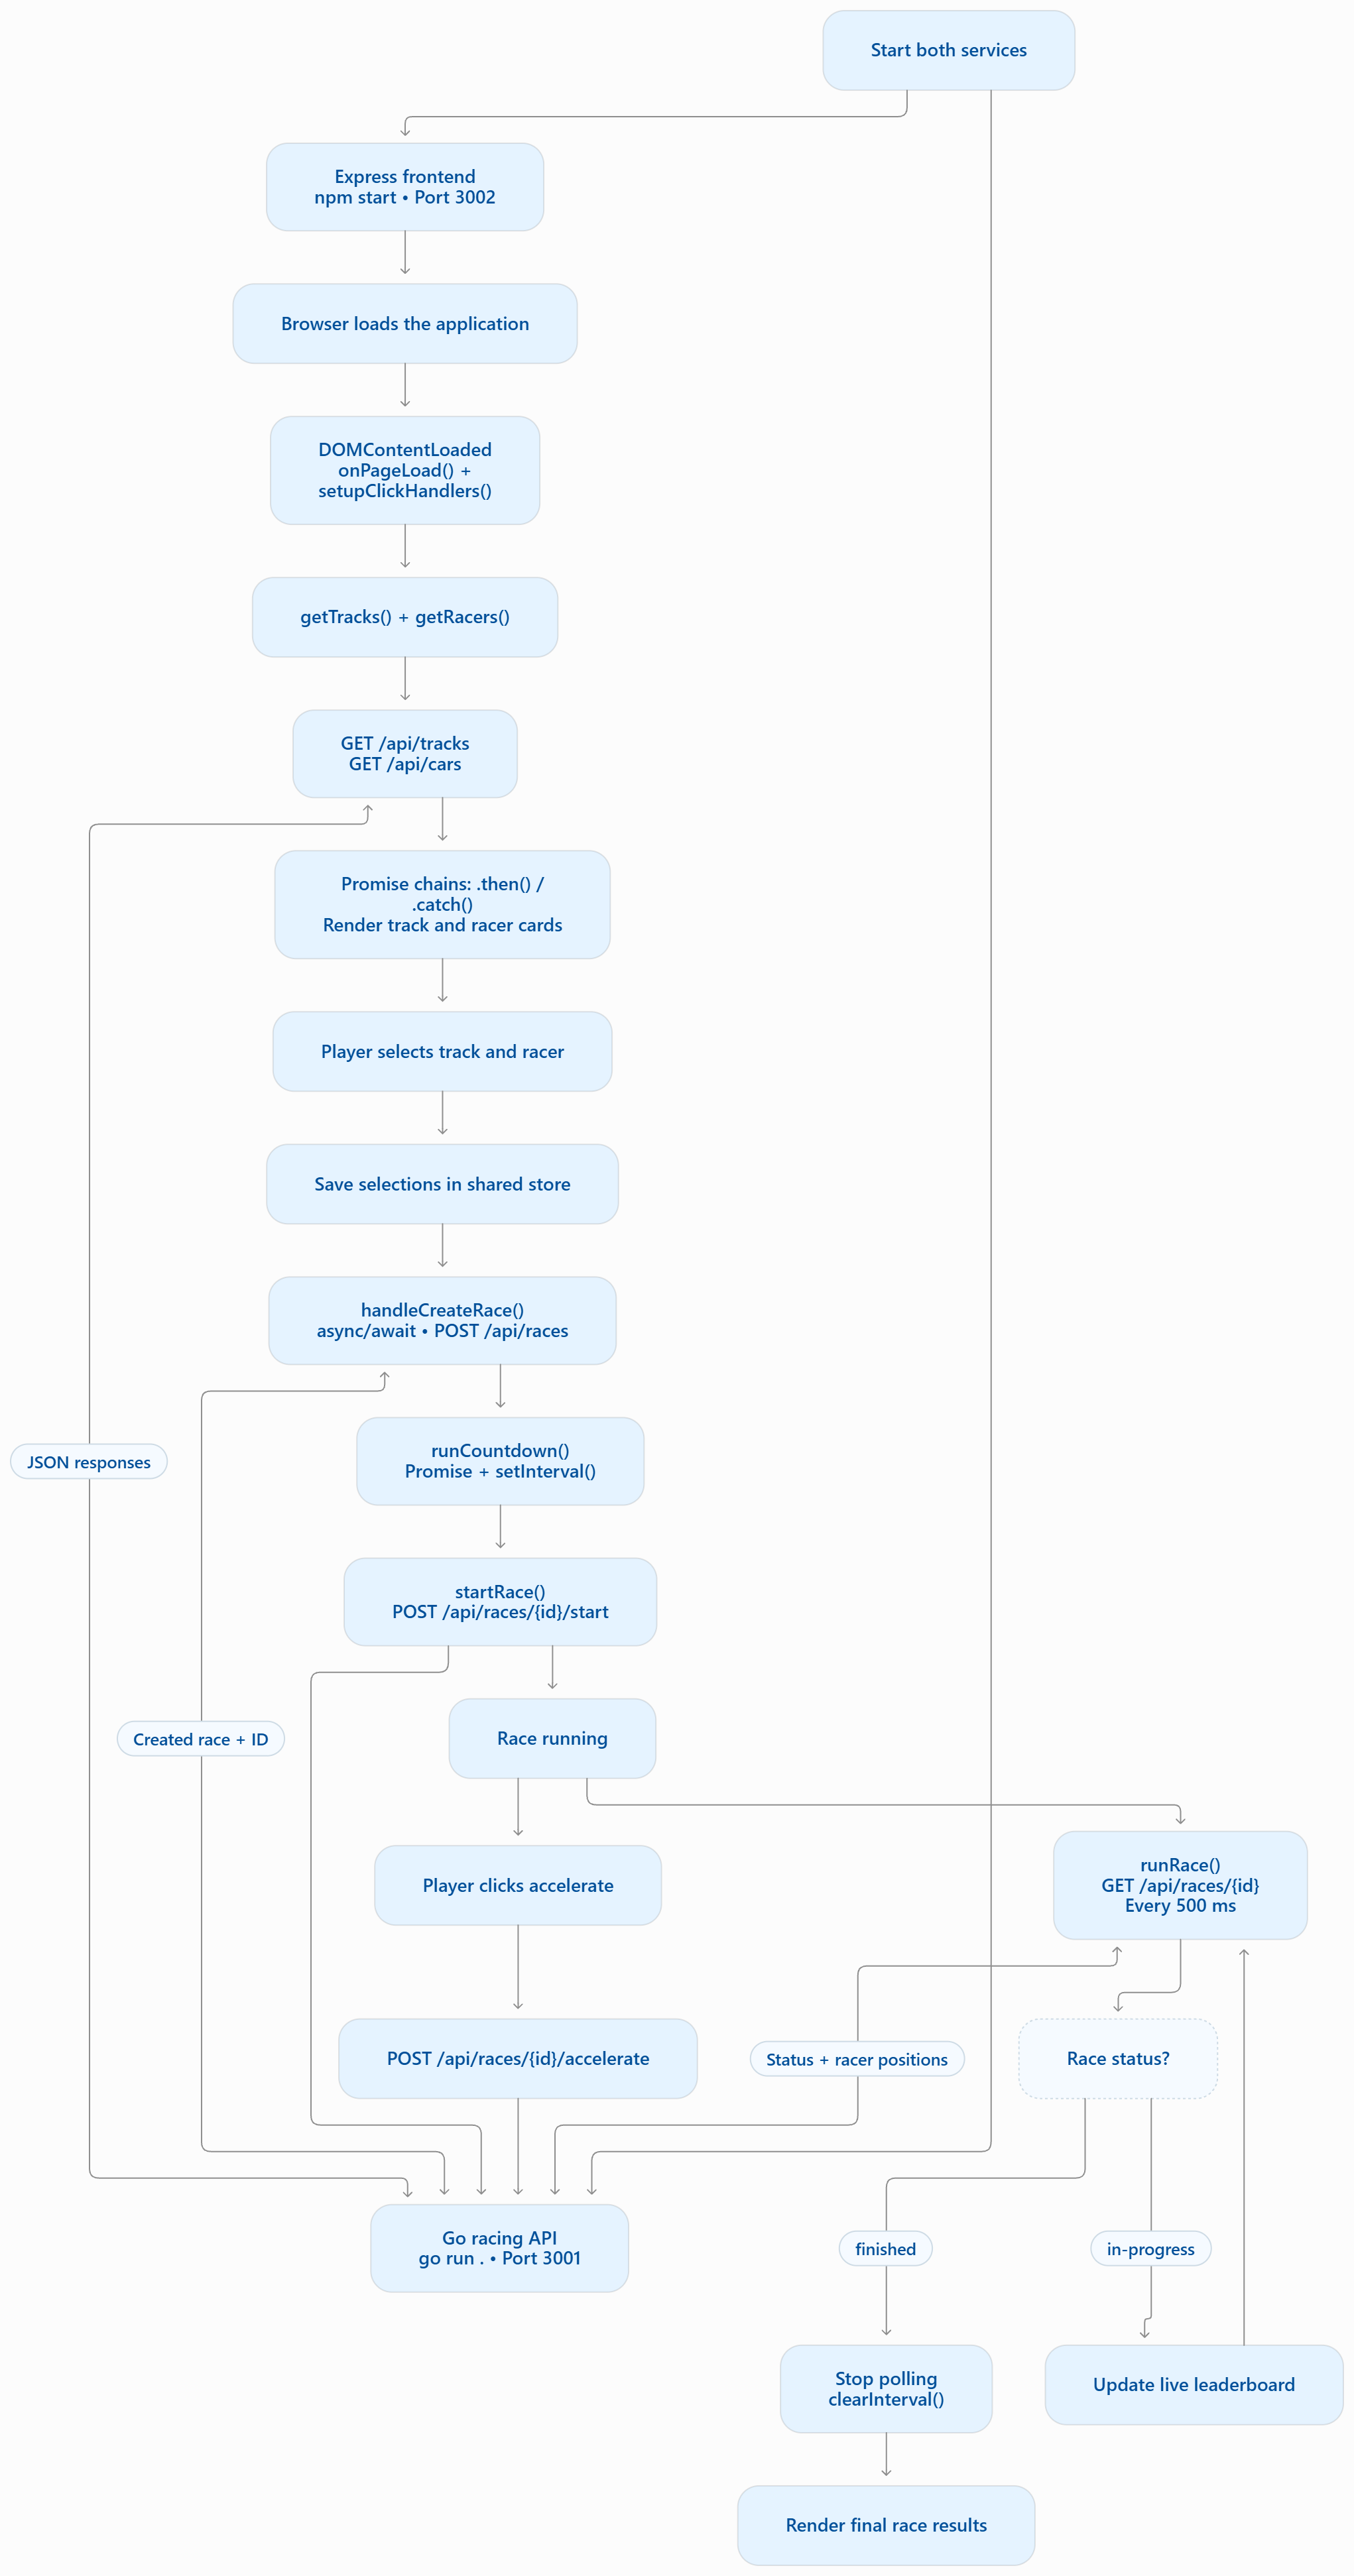 Start both services
Express frontend
npm start • Port 3002
Browser loads the application
DOMContentLoaded
onPageLoad() +
setupClickHandlers()
getTracks() + getRacers()
GET /api/tracks
GET /api/cars
Promise chains: .then() /
.catch()
Render track and racer cards
Player selects track and racer
Save selections in shared store
handleCreateRace()
async/await • POST /api/races
runCountdown()
Promise + setInterval()
JSON responses
startRace()
POST /api/races/{id}/start
Created race + ID
Race running
Player clicks accelerate
runRace()
GET /api/races/{id}
Every 500 ms
POST /api/races/{id}/accelerate
Status + racer positions
Race status?
Go racing API
go run . • Port 3001
finished
in-progress
Stop polling
clearInterval()
Update live leaderboard
Render final race results